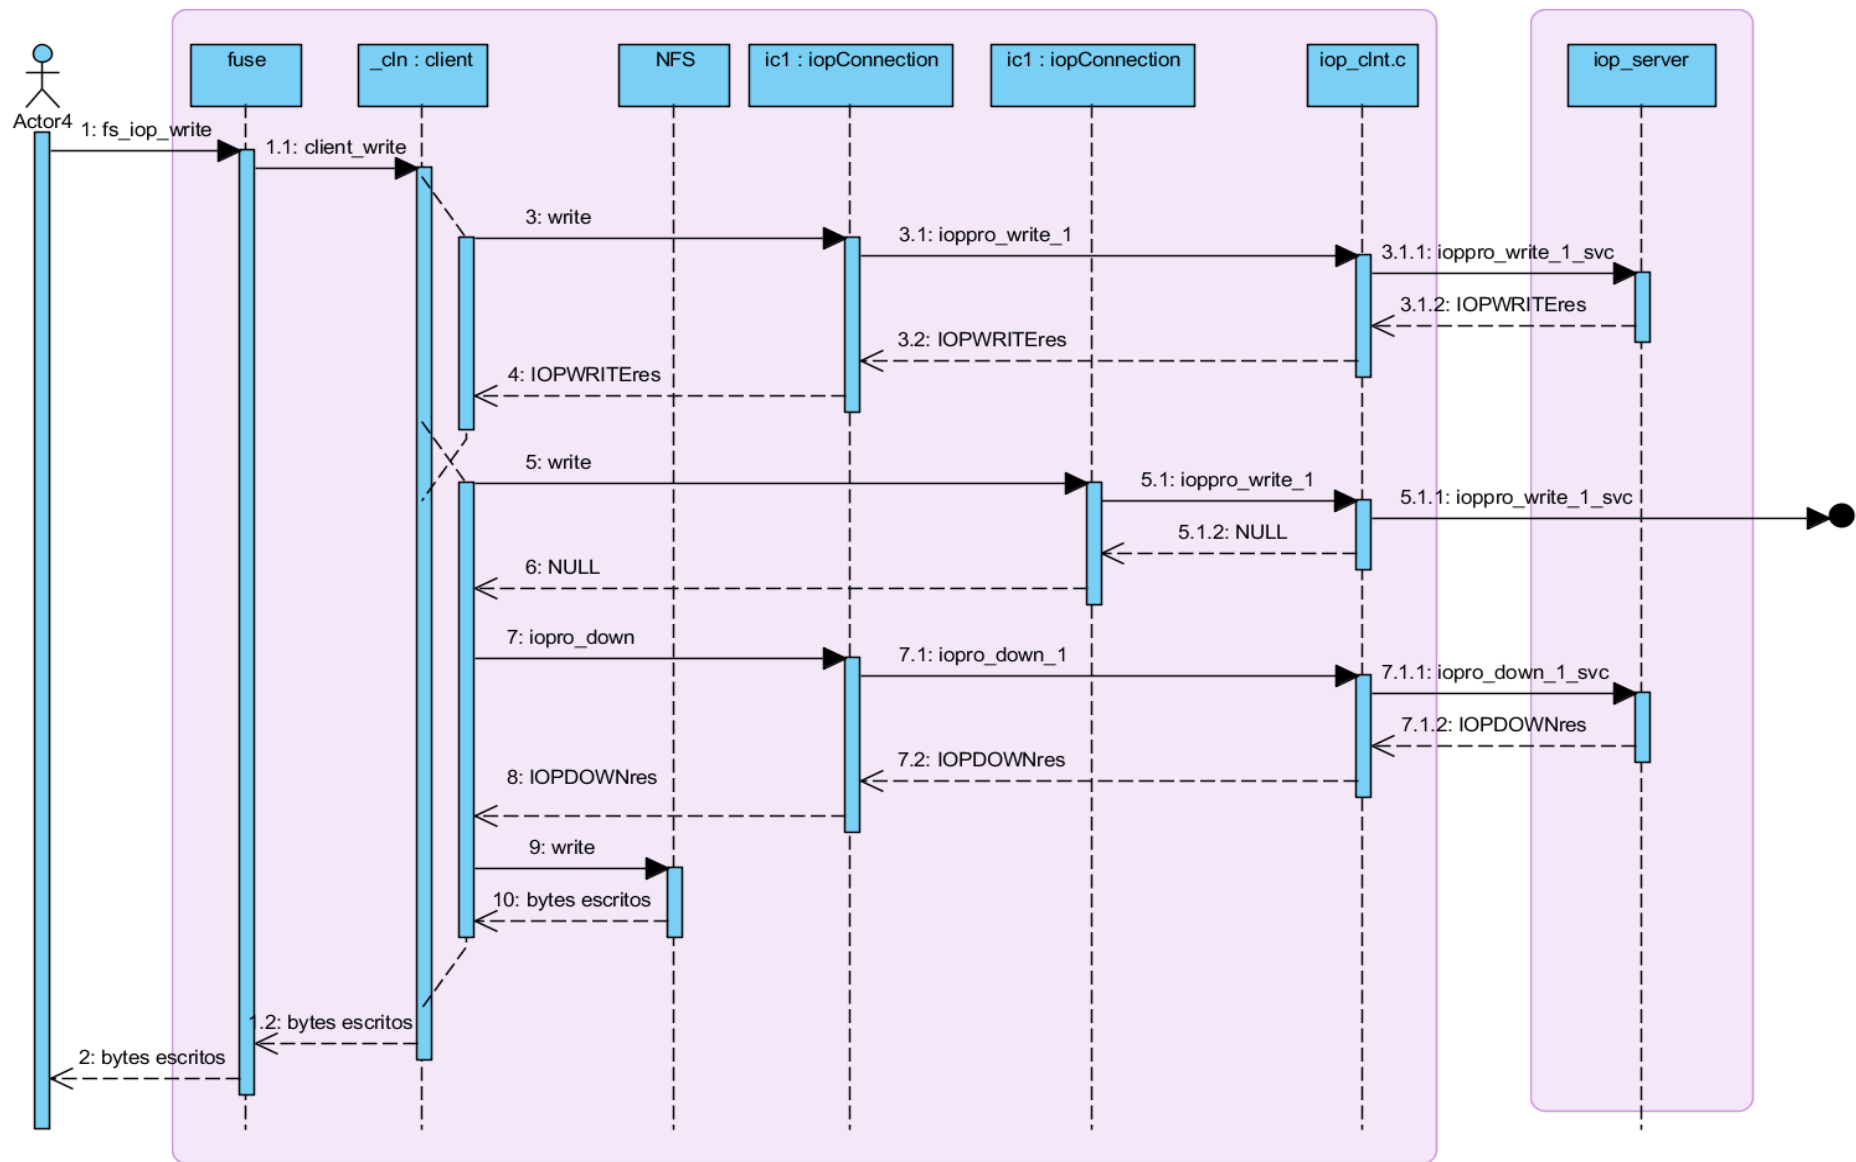 fuse
_cln : client
NFS
ic1 : iopConnection
ic1 : iopConnection
iop_clnt.c
iop_server
Actor4
1: fs_iop_write
1.1: client_write
3: write
3.1: ioppro_write_1
3.1.1: ioppro_write_1_svc
3.1.2: IOPWRITEres
3.2: IOPWRITEres
4: IOPWRITEres
5: write
5.1: ioppro_write_1
5.1.1: ioppro_write_1_svc
5.1.2: NULL
6: NULL
7: iopro_down
7.1: iopro_down_1
7.1.1: iopro_down_1_svc
7.1.2: IOPDOWNres
7.2: IOPDOWNres
8: IOPDOWNres
9: write
10: bytes escritos
1.2: bytes escritos
2: bytes escritos